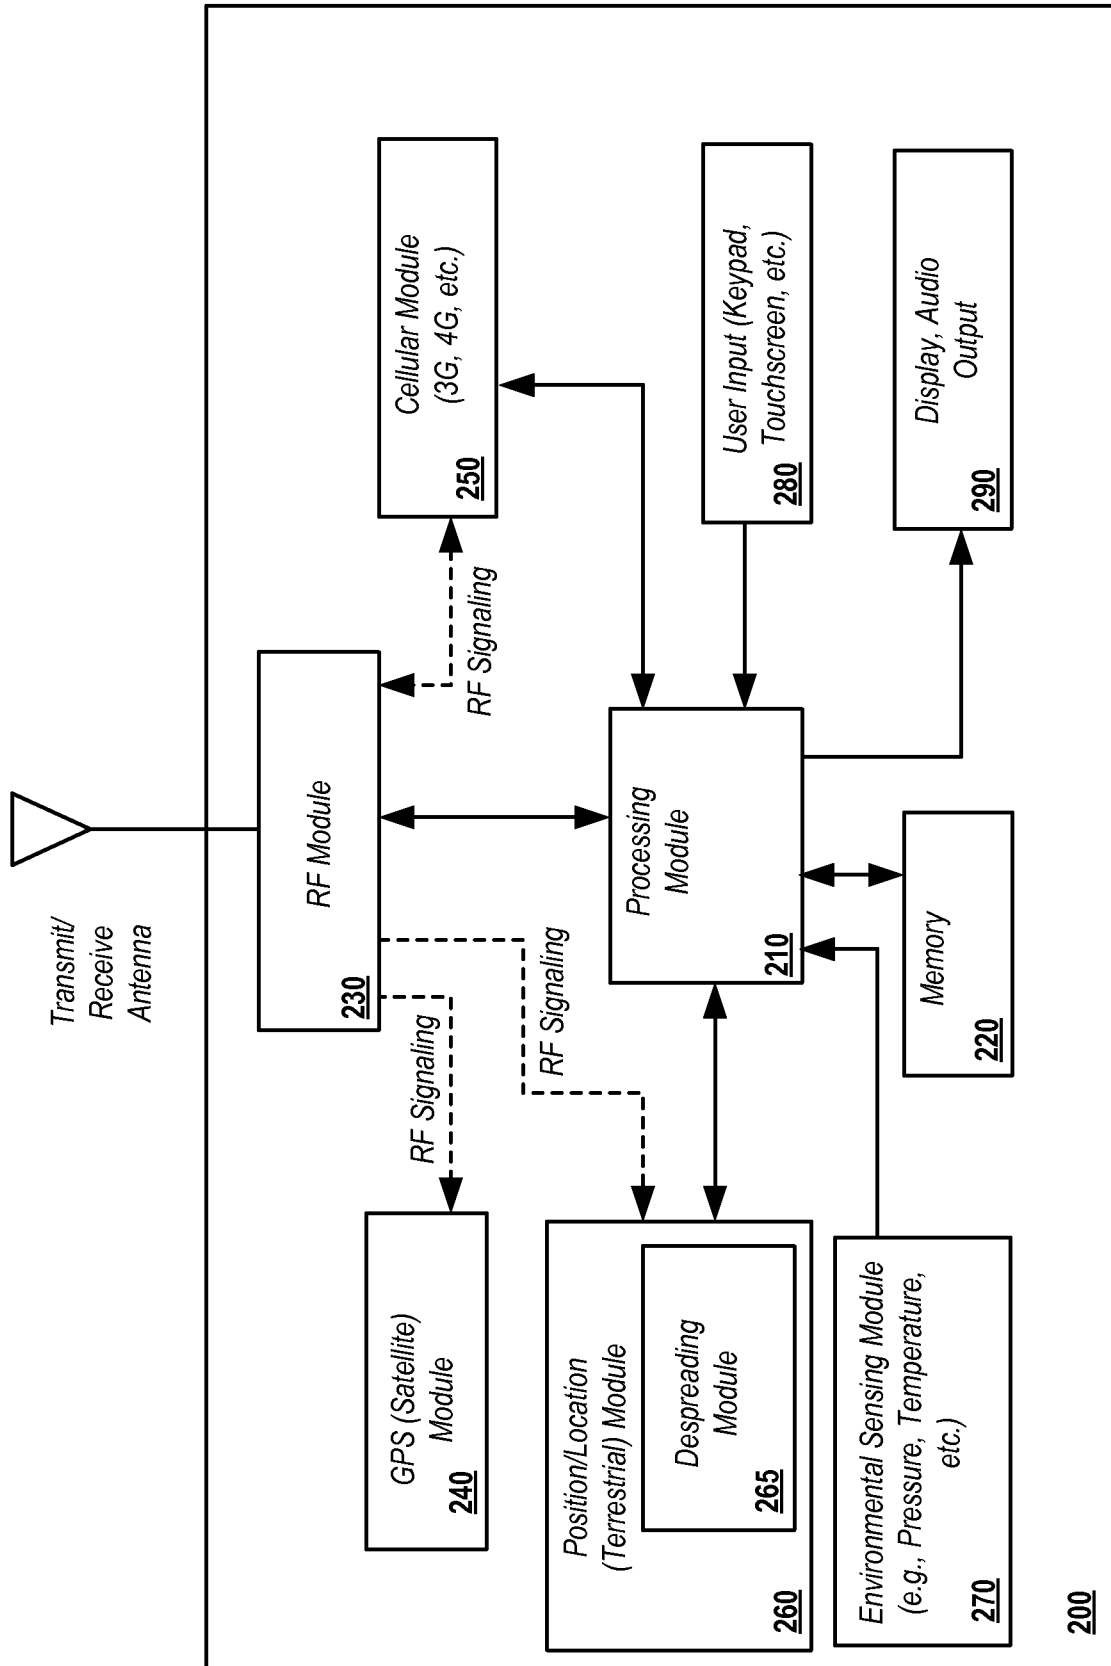 Transmit/
Receive
Antenna
RF Module
230
RF Signaling
RF Signaling
RF Signaling
GPS (Satellite)
Module
240
Cellular Module
(3G, 4G, etc.)
250
Position/Location
(Terrestrial) Module
260
Despreading
Module
265
Processing
Module
210
User Input (Keypad,
Touchscreen, etc.)
280
Environmental Sensing Module
(e.g., Pressure, Temperature,
etc.)
270
Memory
220
Display, Audio
Output
290
200